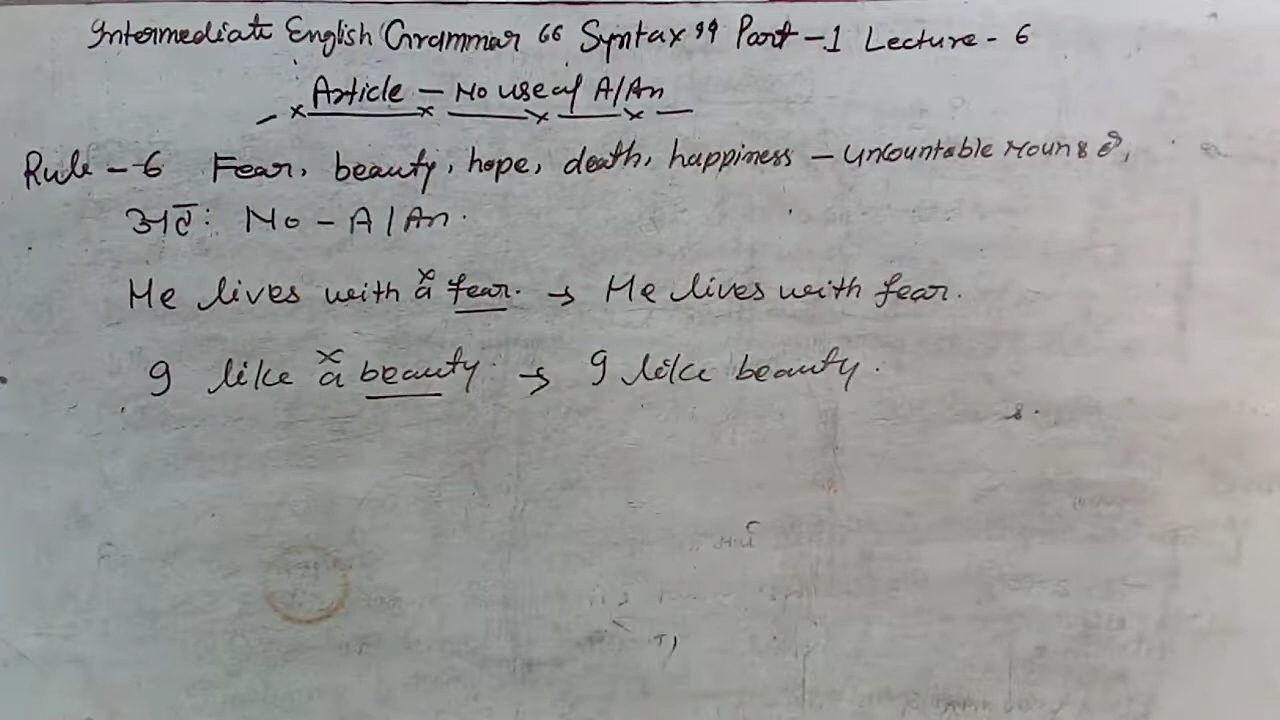 Intermediate English Grammar “ Syntax ” Part - 1 Lecture - 6
Article - No use of A/An
Rule - 6 Fear, beauty, hope, death, happiness - Uncountable Noun है,
अतः No - A/An.
He lives with a fear. → He lives with fear.
I like a beauty. → I like beauty.